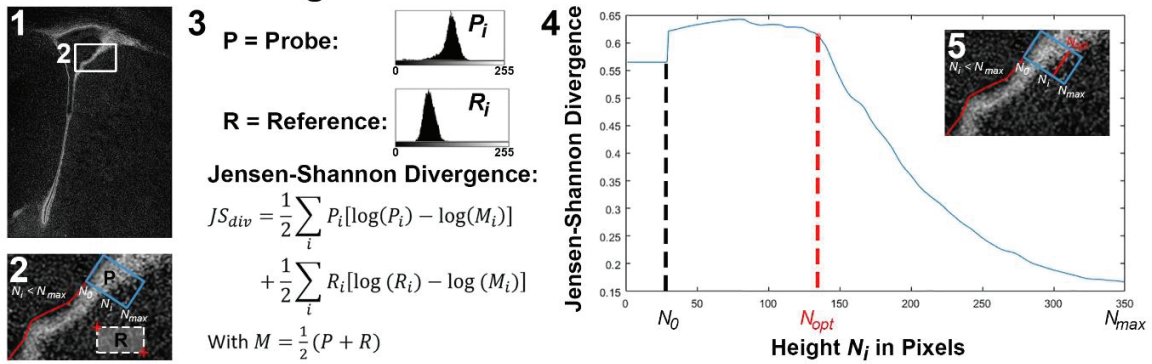 1
2
2
N_i < N_max
N_0
P
N_i
N_max
R
3
P = Probe:
P_i
0 255
R = Reference:
R_i
0 255
Jensen-Shannon Divergence:
JS_div = 1/2 ∑_i P_i[log(P_i) − log(M_i)]
+ 1/2 ∑_i R_i[log (R_i) − log (M_i)]
With M = 1/2 (P + R)
4
Jensen-Shannon Divergence
0.65
0.6
0.55
0.5
0.45
0.4
0.35
0.3
0.25
0.2
0.15
0 50 100 150 200 250 300 350
N_0 N_opt N_max
Height N_i in Pixels
5
N_i < N_max
N_0
N_i
N_max